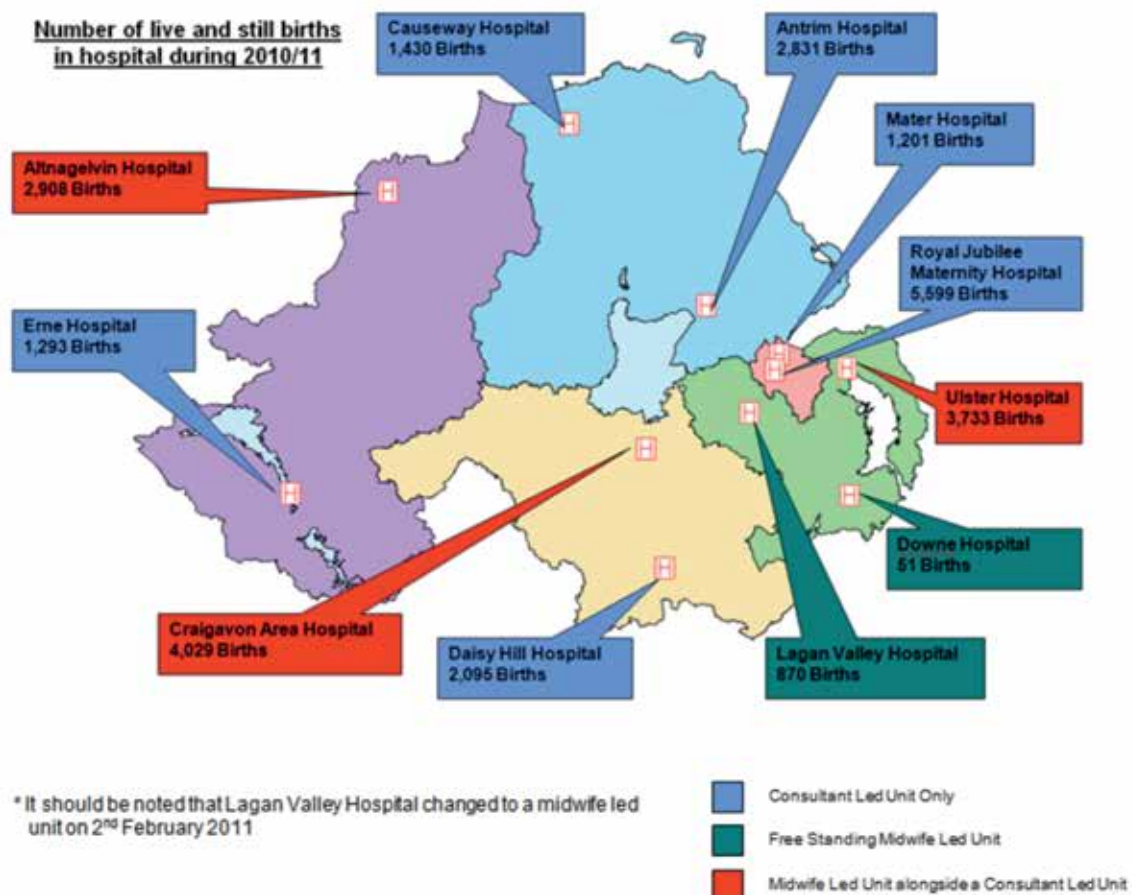 Number of live and still births
in hospital during 2010/11
Causeway Hospital
1,430 Births
Antrim Hospital
2,831 Births
Mater Hospital
1,201 Births
Altnagelvin Hospital
2,908 Births
Royal Jubilee
Maternity Hospital
5,599 Births
Erne Hospital
1,293 Births
Ulster Hospital
3,733 Births
Downe Hospital
51 Births
Craigavon Area Hospital
4,029 Births
Daisy Hill Hospital
2,095 Births
Lagan Valley Hospital
870 Births
H
H
H
H
H
H
H
H
H
H
H
* It should be noted that Lagan Valley Hospital changed to a midwife led
unit on 2nd February 2011
Consultant Led Unit Only
Free Standing Midwife Led Unit
Midwife Led Unit alongside a Consultant Led Unit